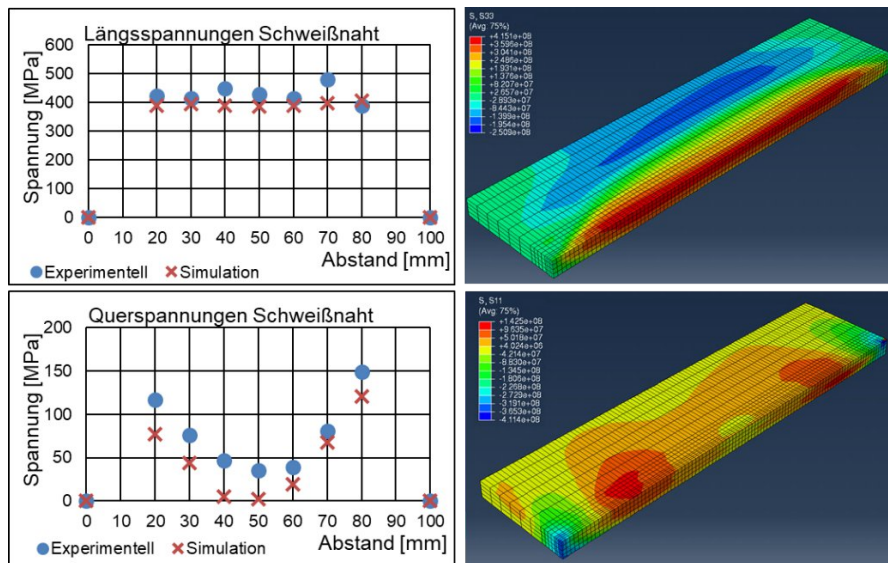 Längsspannungen Schweißnaht
Spannung [MPa]
600
500
400
300
200
100
0
0 10 20 30 40 50 60 70 80 90 100
Abstand [mm]
Experimentell Simulation
S, S33
(Avg: 75%)
+4.151e+08
+3.596e+08
+3.041e+08
+2.486e+08
+1.931e+08
+1.376e+08
+8.207e+07
+2.657e+07
-2.893e+07
-8.443e+07
-1.399e+08
-1.954e+08
-2.509e+08
Querspannungen Schweißnaht
Spannung [MPa]
200
150
100
50
0
0 10 20 30 40 50 60 70 80 90 100
Abstand [mm]
Experimentell Simulation
S, S11
(Avg: 75%)
+1.425e+08
+9.635e+07
+5.018e+07
+4.024e+06
-4.214e+07
-8.830e+07
-1.345e+08
-1.806e+08
-2.268e+08
-2.729e+08
-3.191e+08
-3.653e+08
-4.114e+08